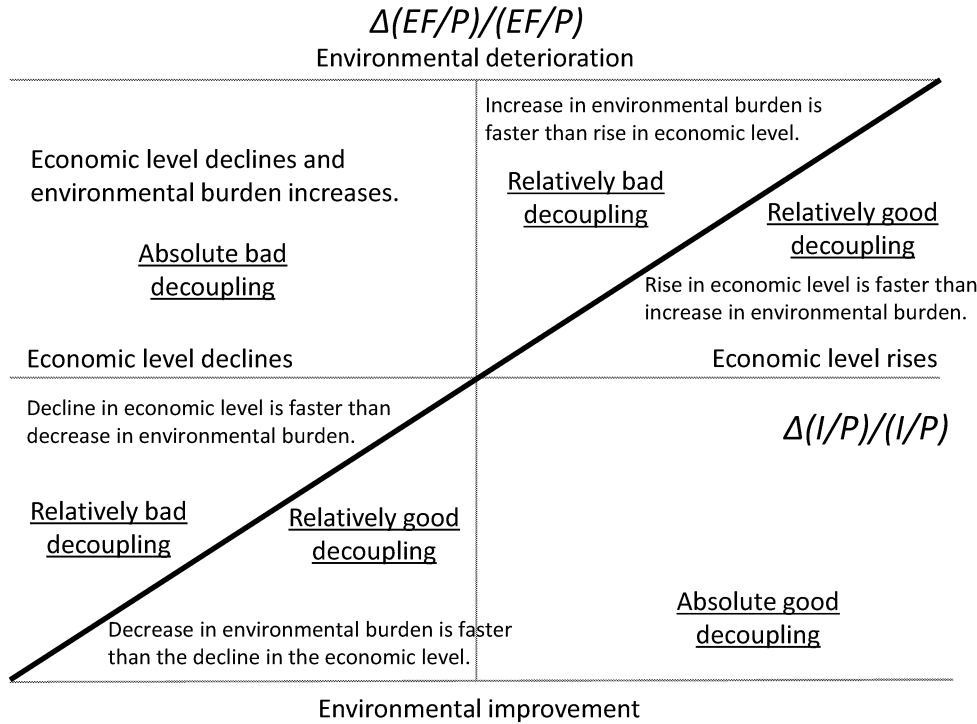 Δ(EF/P)/(EF/P)
Environmental deterioration
Increase in environmental burden is
faster than rise in economic level.
Economic level declines and
environmental burden increases.
Relatively bad
decoupling
Relatively good
decoupling
Absolute bad
decoupling
Rise in economic level is faster than
increase in environmental burden.
Economic level declines
Economic level rises
Decline in economic level is faster than
decrease in environmental burden.
Δ(I/P)/(I/P)
Relatively bad
decoupling
Relatively good
decoupling
Absolute good
decoupling
Decrease in environmental burden is faster
than the decline in the economic level.
Environmental improvement